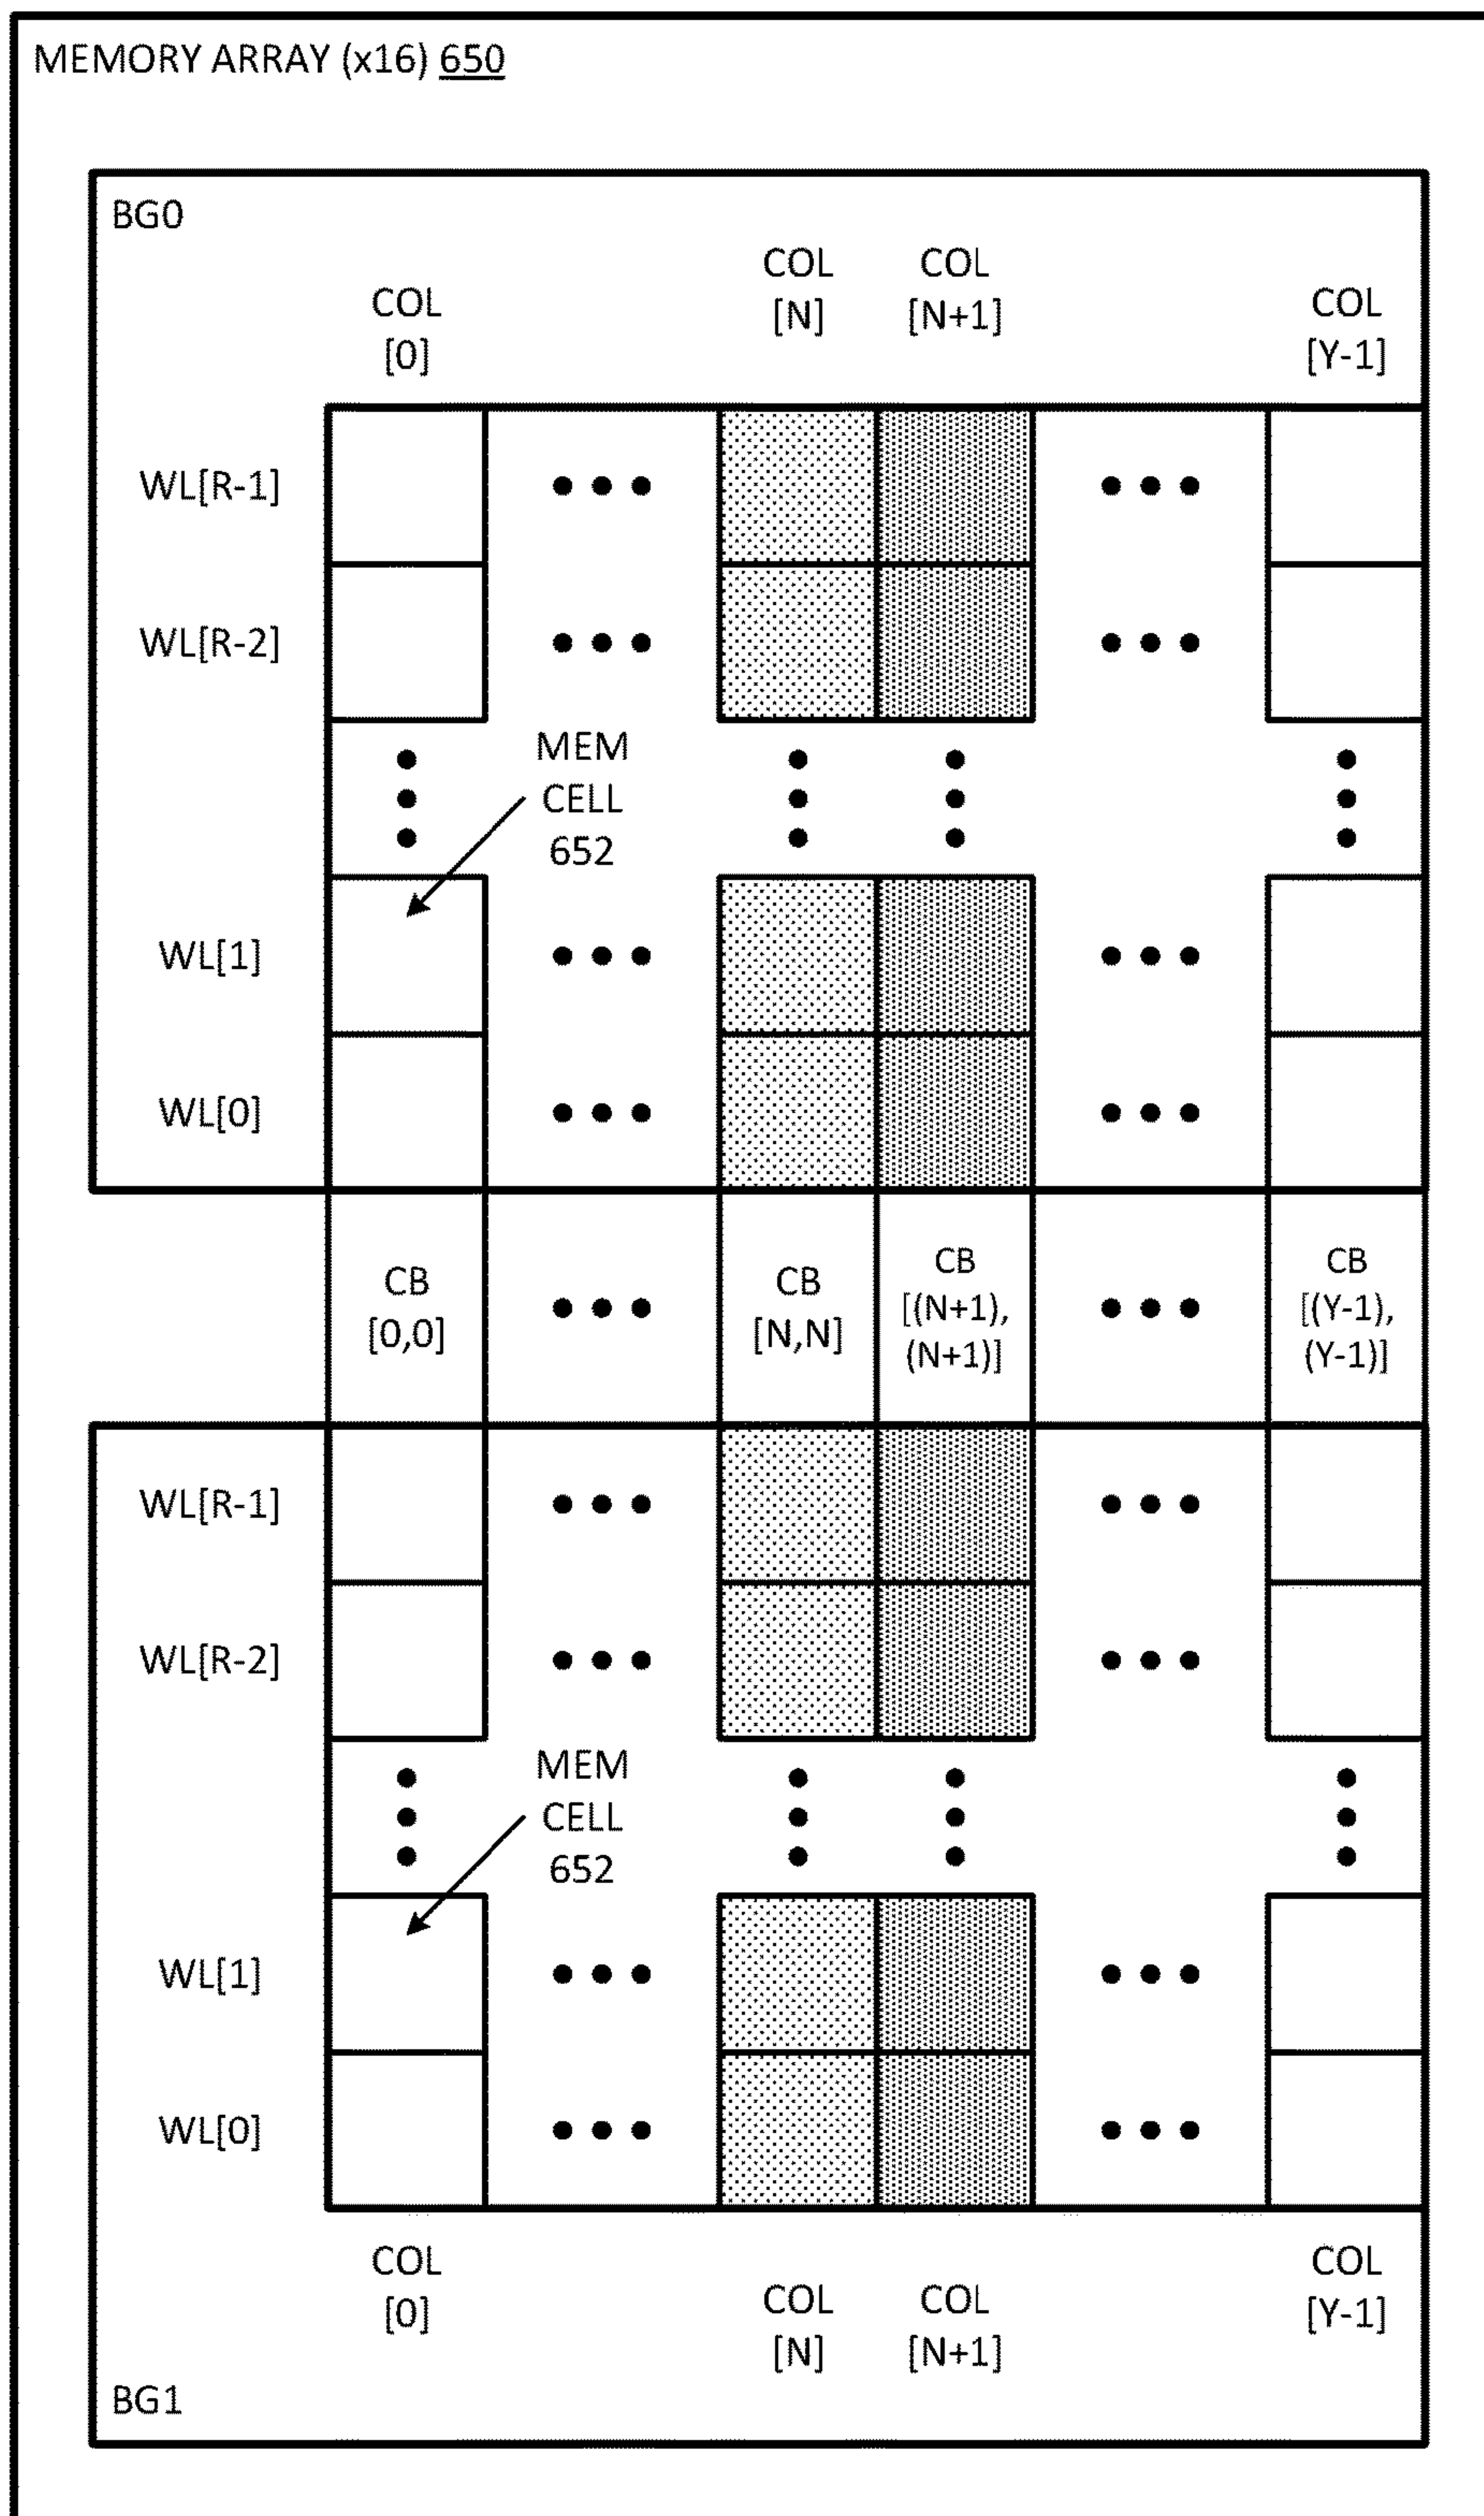 MEMORY ARRAY (x16) 650
BG0
COL
[0]
COL
[N]
COL
[N+1]
COL
[Y-1]
WL[R-1]
WL[R-2]
MEM
CELL
652
WL[1]
WL[0]
CB
[0,0]
CB
[N,N]
CB
[(N+1),
(N+1)]
CB
[(Y-1),
(Y-1)]
WL[R-1]
WL[R-2]
MEM
CELL
652
WL[1]
WL[0]
COL
[0]
COL
[N]
COL
[N+1]
COL
[Y-1]
BG1